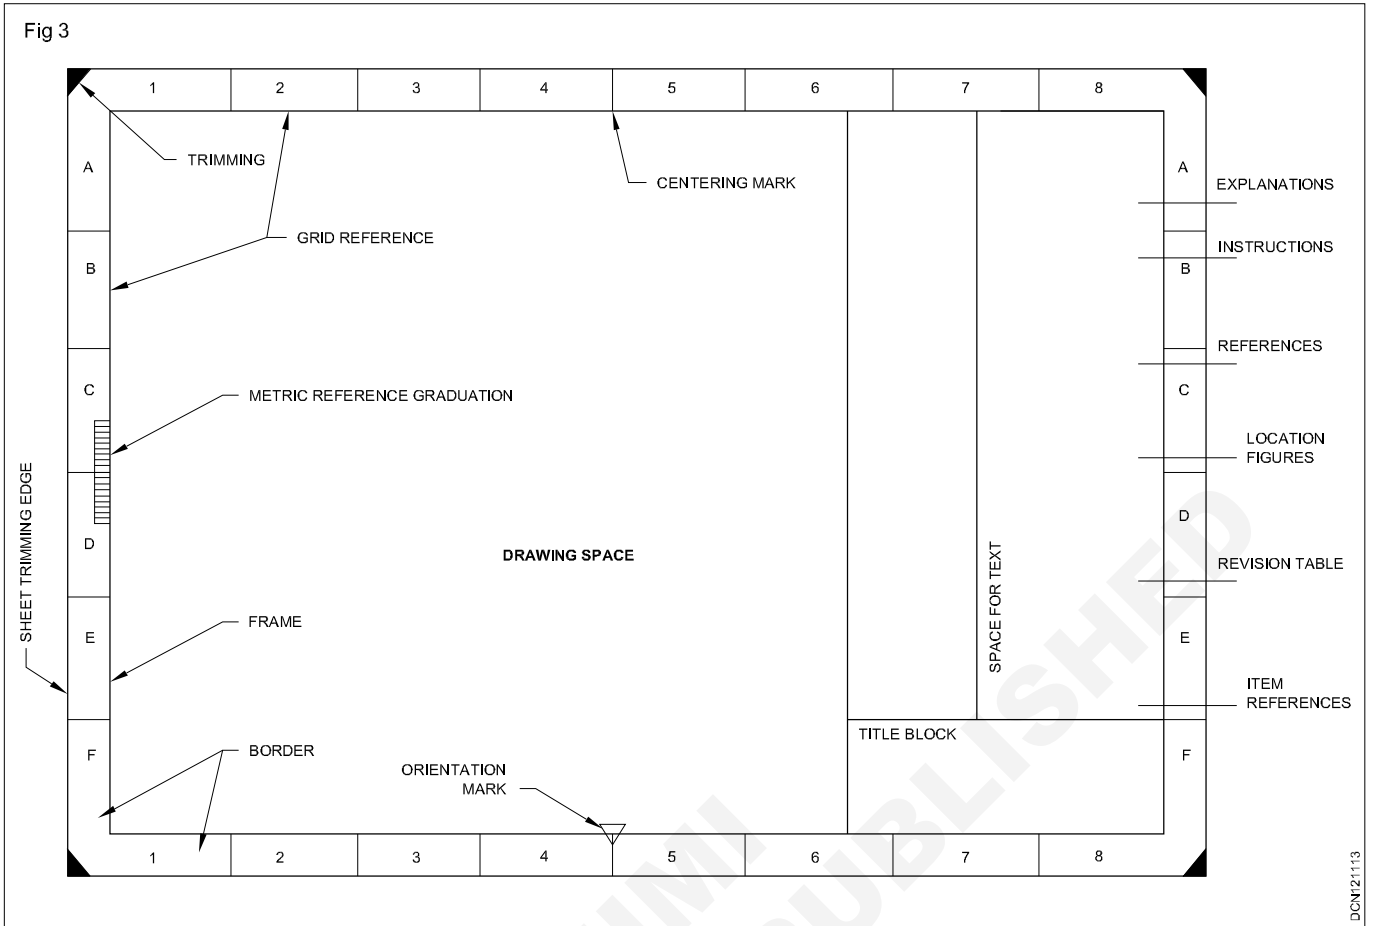 Fig 3
1 2 3 4 5 6 7 8
A
TRIMMING
CENTERING MARK
A
EXPLANATIONS
GRID REFERENCE
INSTRUCTIONS
B
B
REFERENCES
C
METRIC REFERENCE GRADUATION
C
LOCATION
FIGURES
SHEET TRIMMING EDGE
D
DRAWING SPACE
SPACE FOR TEXT
D
REVISION TABLE
E
FRAME
E
ITEM
REFERENCES
F
BORDER
TITLE BLOCK
F
ORIENTATION
MARK
1 2 3 4 5 6 7 8
DCN121113
PUBLISHED